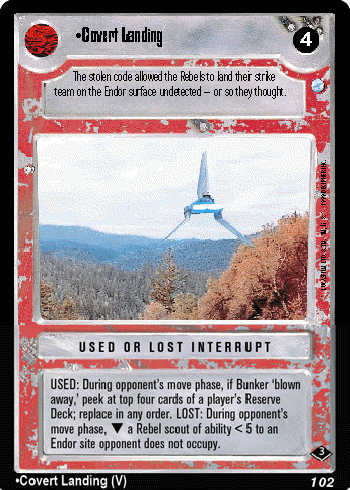 •Covert Landing
4
The stolen code allowed the Rebels to land their strike
team on the Endor surface undetected – or so they thought.
USED OR LOST INTERRUPT
USED: During opponent's move phase, if Bunker 'blown
away,' peek at top four cards of a player's Reserve
Deck; replace in any order. LOST: During opponent's
move phase, ▼ a Rebel scout of ability < 5 to an
Endor site opponent does not occupy.
3
•Covert Landing (V)
102